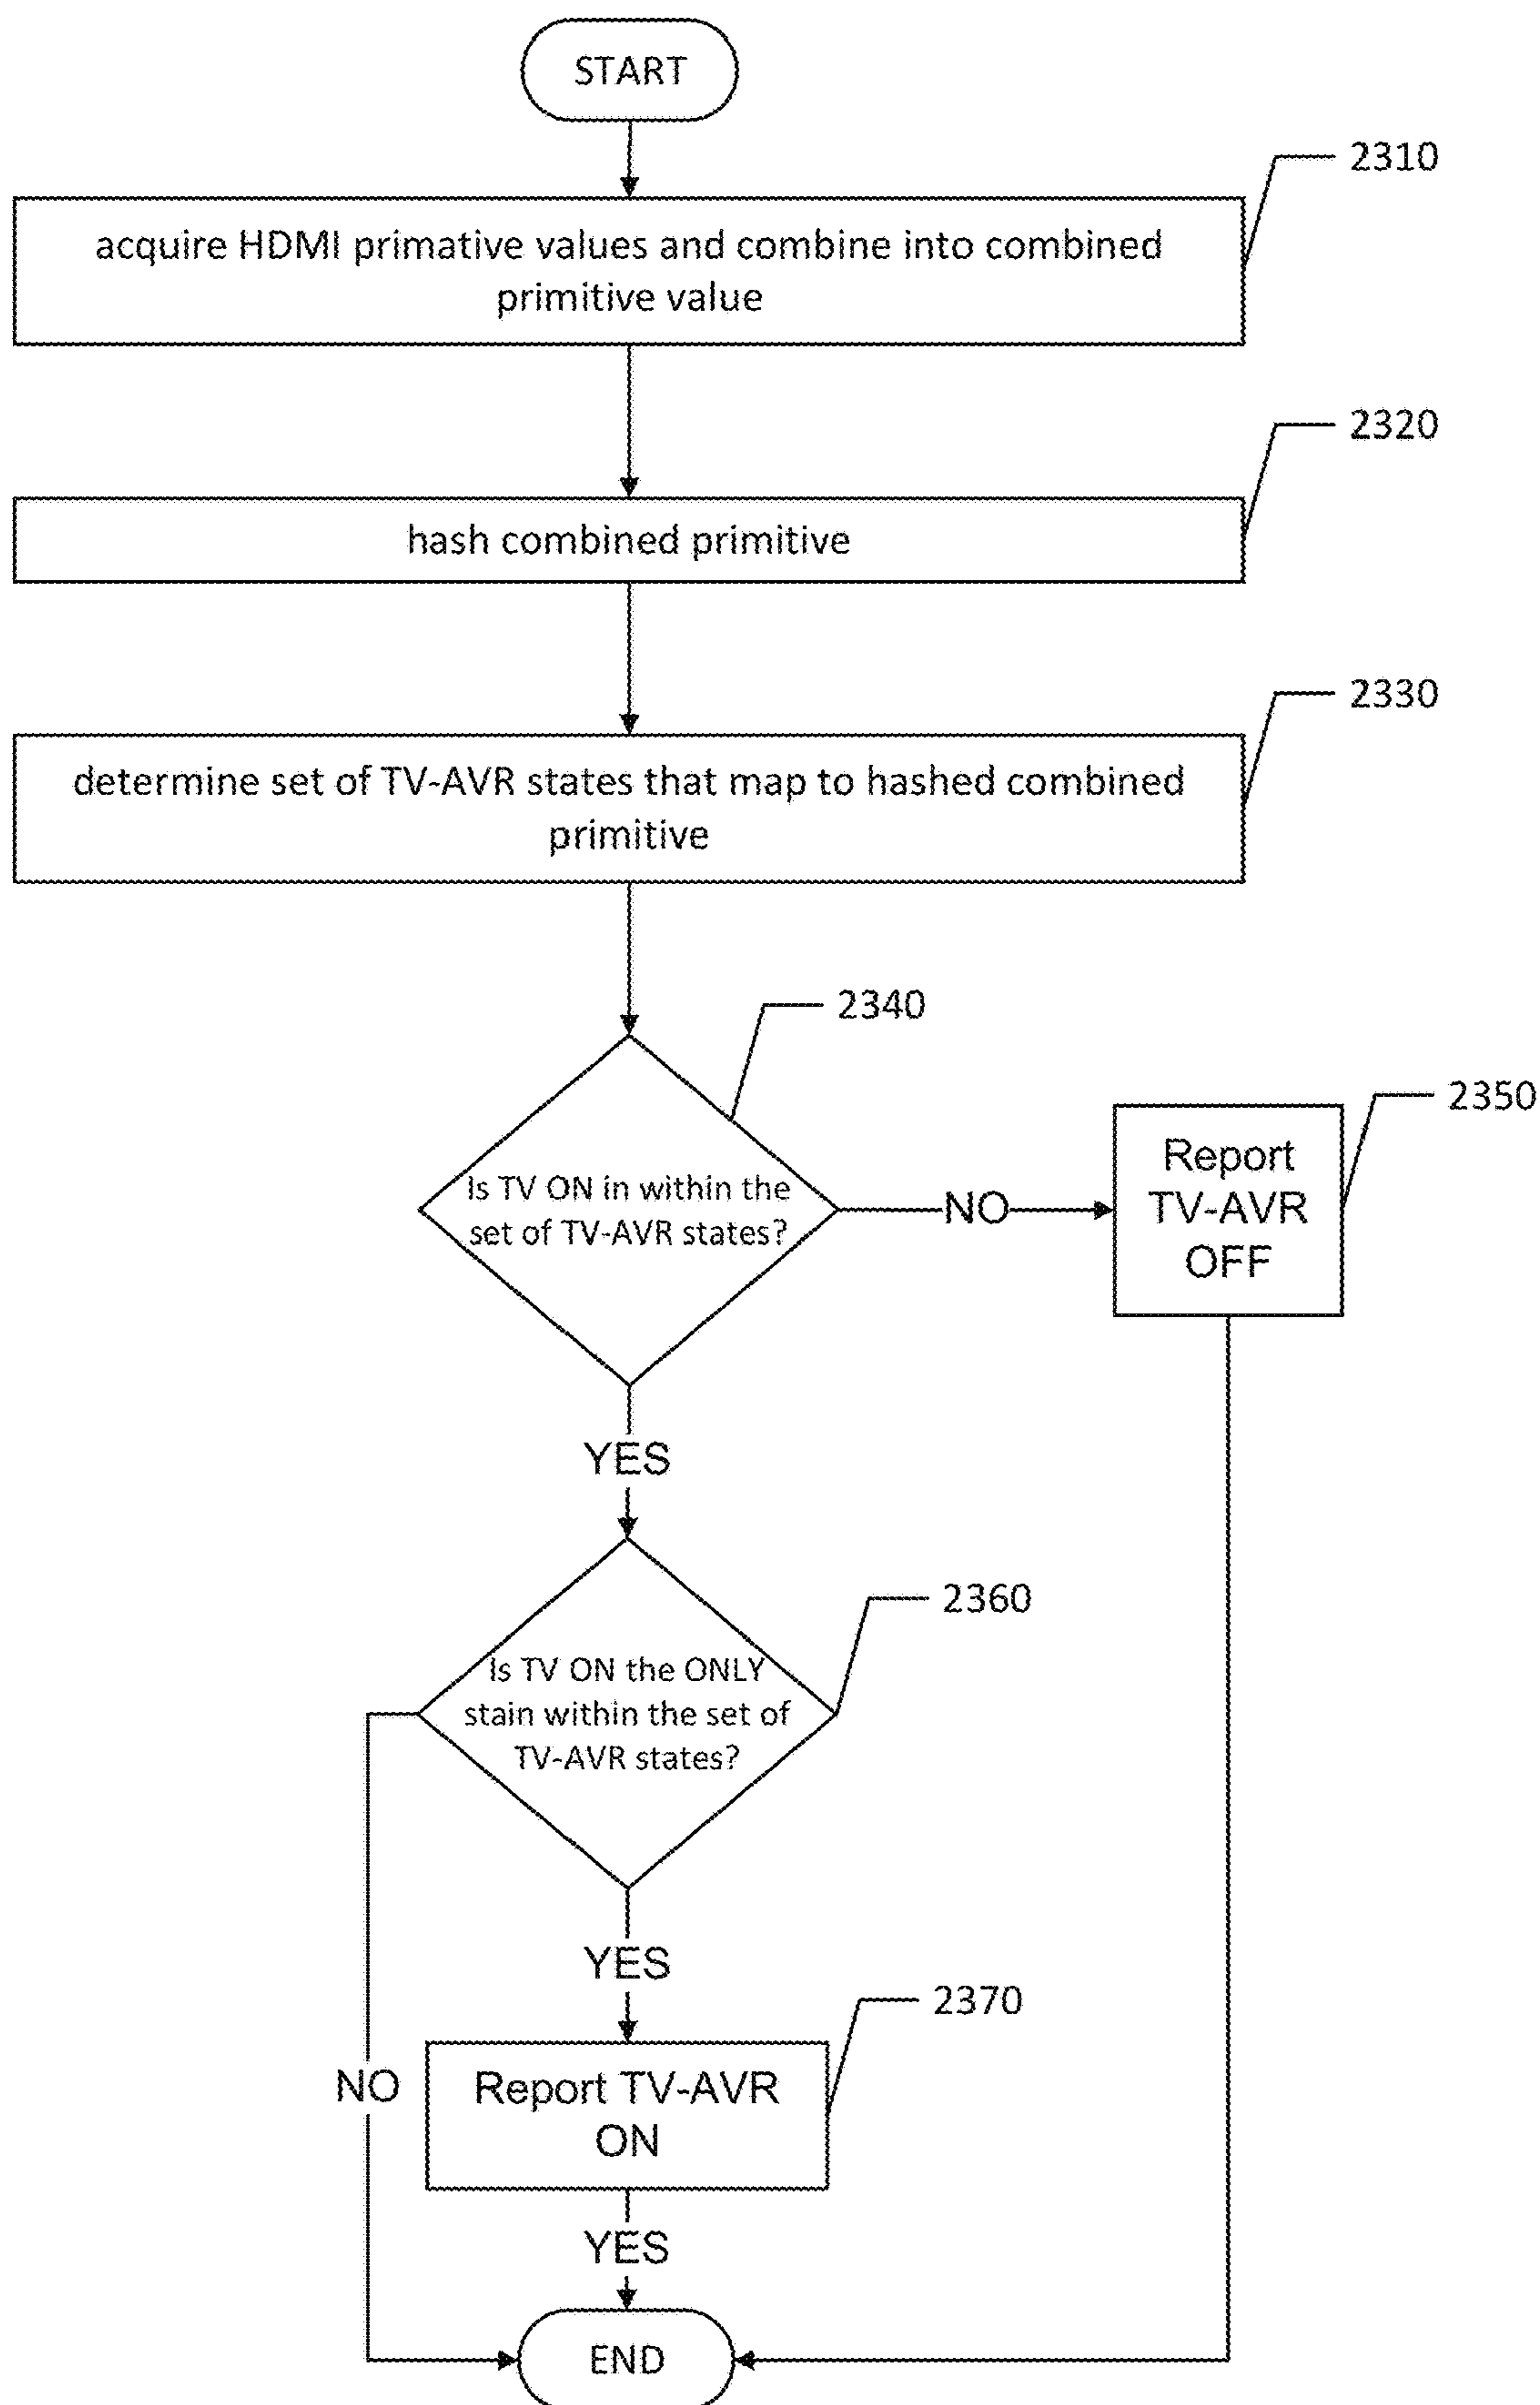 START
2310
acquire HDMI primative values and combine into combined
primitive value
2320
hash combined primitive
2330
determine set of TV-AVR states that map to hashed combined
primitive
2340
Is TV ON in within the
set of TV-AVR states?
NO
2350
Report
TV-AVR
OFF
YES
2360
Is TV ON the ONLY
stain within the set of
TV-AVR states?
YES
2370
NO
Report TV-AVR
ON
YES
END